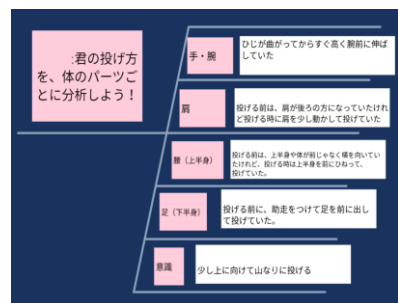 :君の投げ方
を、体のパーツご
とに分析しよう！
手・腕
ひじが曲がってからすぐ高く腕前に伸ば
していた
肩
投げる前は、肩が後ろの方になっていたけれ
ど投げる時に肩を少し動かして投げていた
腰（上半身）
投げる前は、上半身や体が前じゃなく横を向いてい
たけれど、投げる時は上半身を前にひねって、
投げていた。
足（下半身）
投げる前に、助走をつけて足を前に出し
て投げていた。
意識
少し上に向けて山なりに投げる